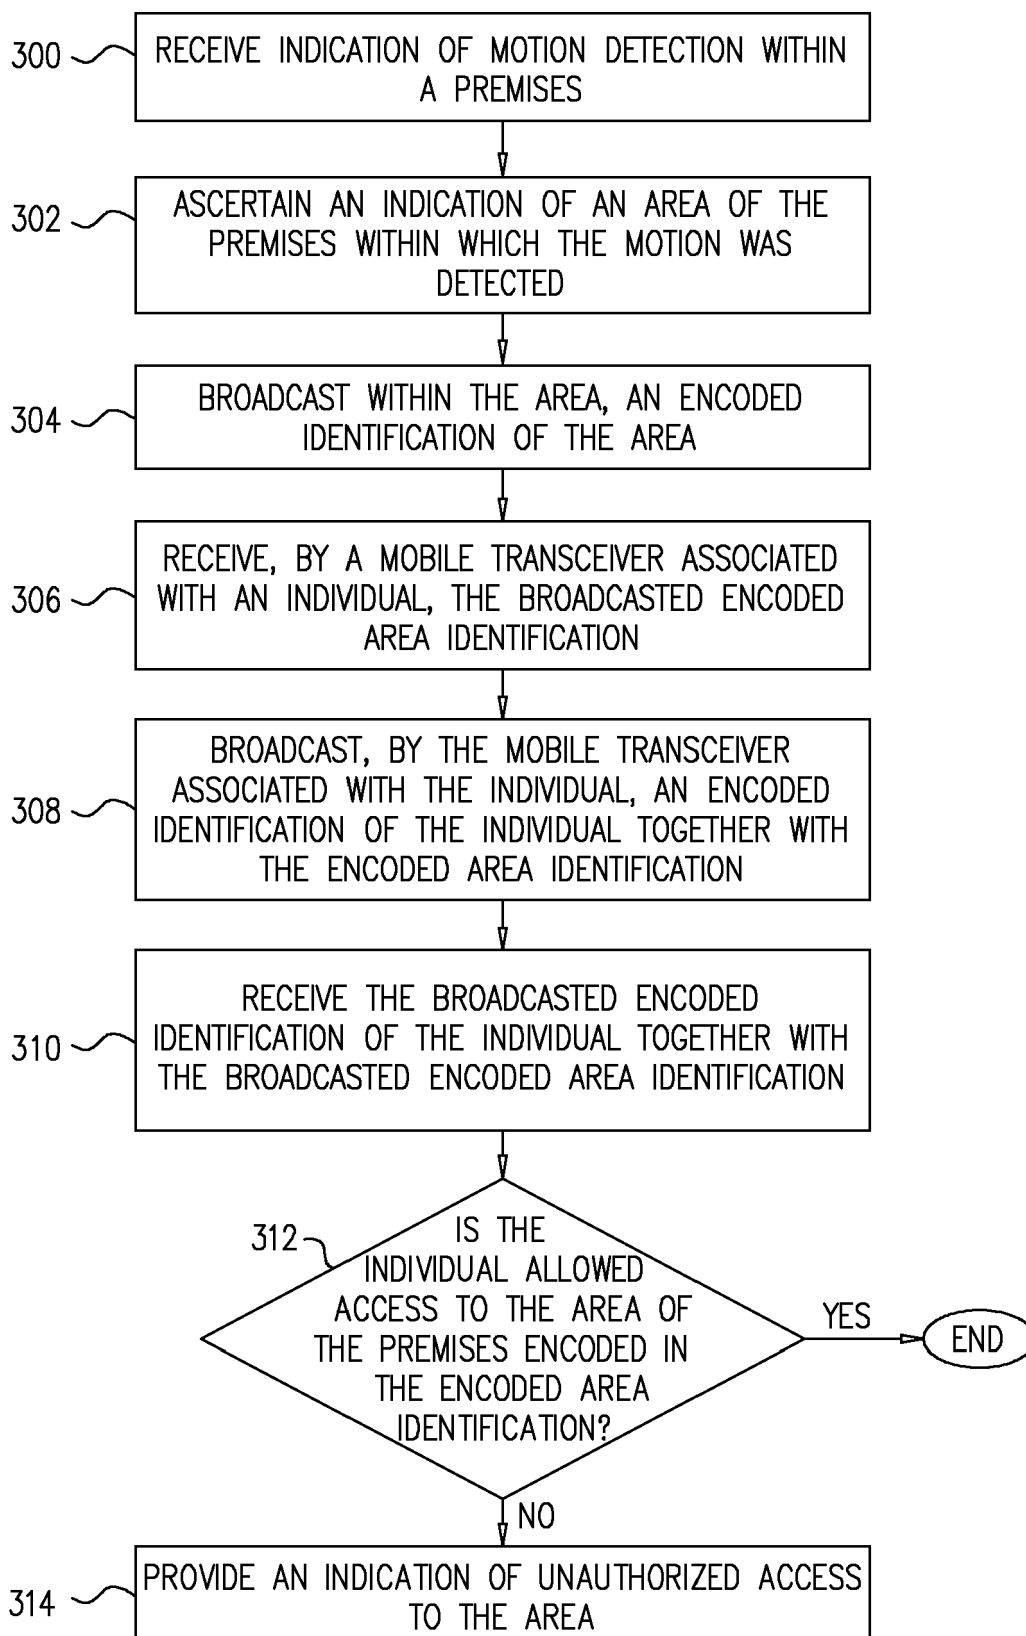 300
RECEIVE INDICATION OF MOTION DETECTION WITHIN
A PREMISES
302
ASCERTAIN AN INDICATION OF AN AREA OF THE
PREMISES WITHIN WHICH THE MOTION WAS
DETECTED
304
BROADCAST WITHIN THE AREA, AN ENCODED
IDENTIFICATION OF THE AREA
306
RECEIVE, BY A MOBILE TRANSCEIVER ASSOCIATED
WITH AN INDIVIDUAL, THE BROADCASTED ENCODED
AREA IDENTIFICATION
308
BROADCAST, BY THE MOBILE TRANSCEIVER
ASSOCIATED WITH THE INDIVIDUAL, AN ENCODED
IDENTIFICATION OF THE INDIVIDUAL TOGETHER WITH
THE ENCODED AREA IDENTIFICATION
310
RECEIVE THE BROADCASTED ENCODED
IDENTIFICATION OF THE INDIVIDUAL TOGETHER WITH
THE BROADCASTED ENCODED AREA IDENTIFICATION
312
IS THE
INDIVIDUAL ALLOWED
ACCESS TO THE AREA OF
THE PREMISES ENCODED IN
THE ENCODED AREA
IDENTIFICATION?
YES
END
NO
314
PROVIDE AN INDICATION OF UNAUTHORIZED ACCESS
TO THE AREA